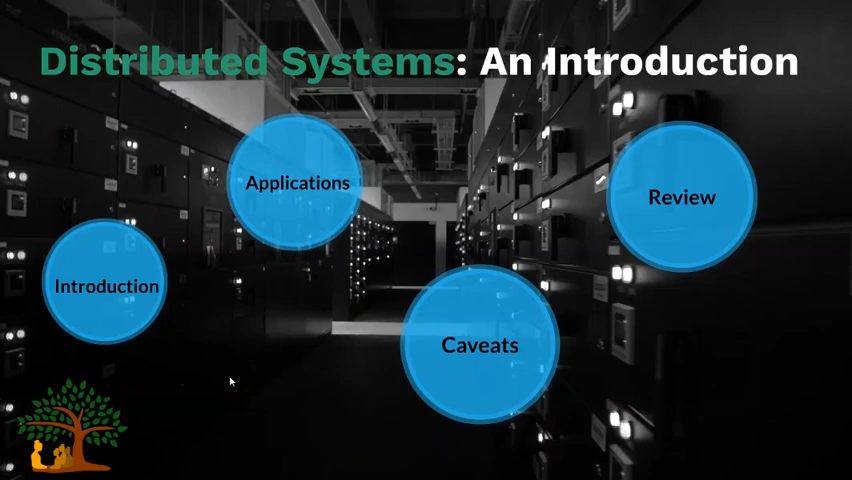 Distributed Systems: An Introduction
Introduction
Applications
Caveats
Review